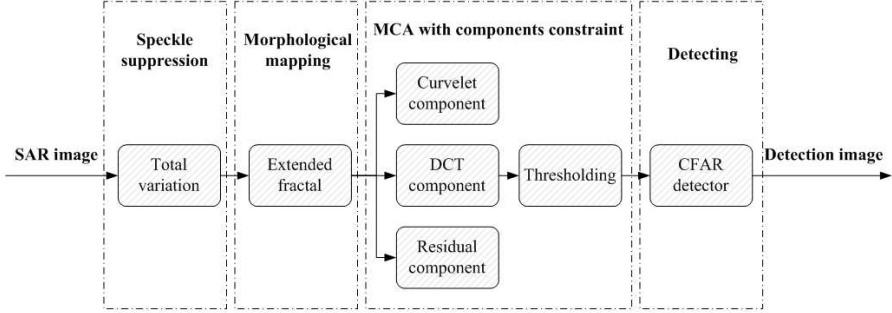 Speckle
suppression
Morphological
mapping
MCA with components constraint
Detecting
SAR image
Total
variation
Extended
fractal
Curvelet
component
DCT
component
Residual
component
Thresholding
CFAR
detector
Detection image